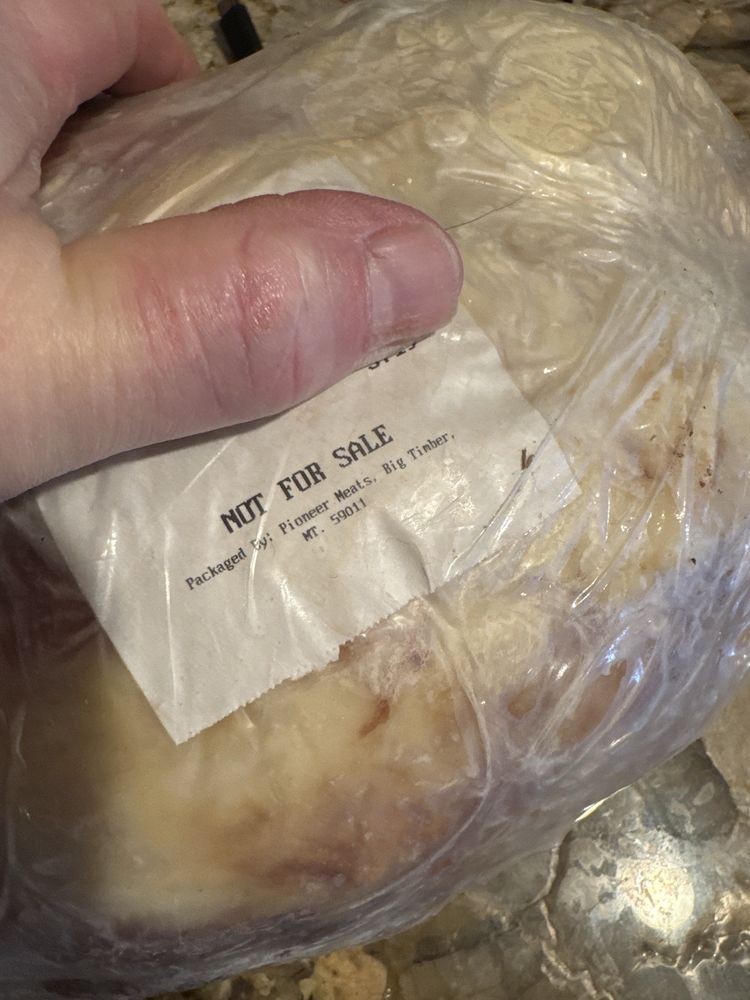 NOT FOR SALE
Packaged By: Pioneer Meats, Big Timber,
MT. 59011